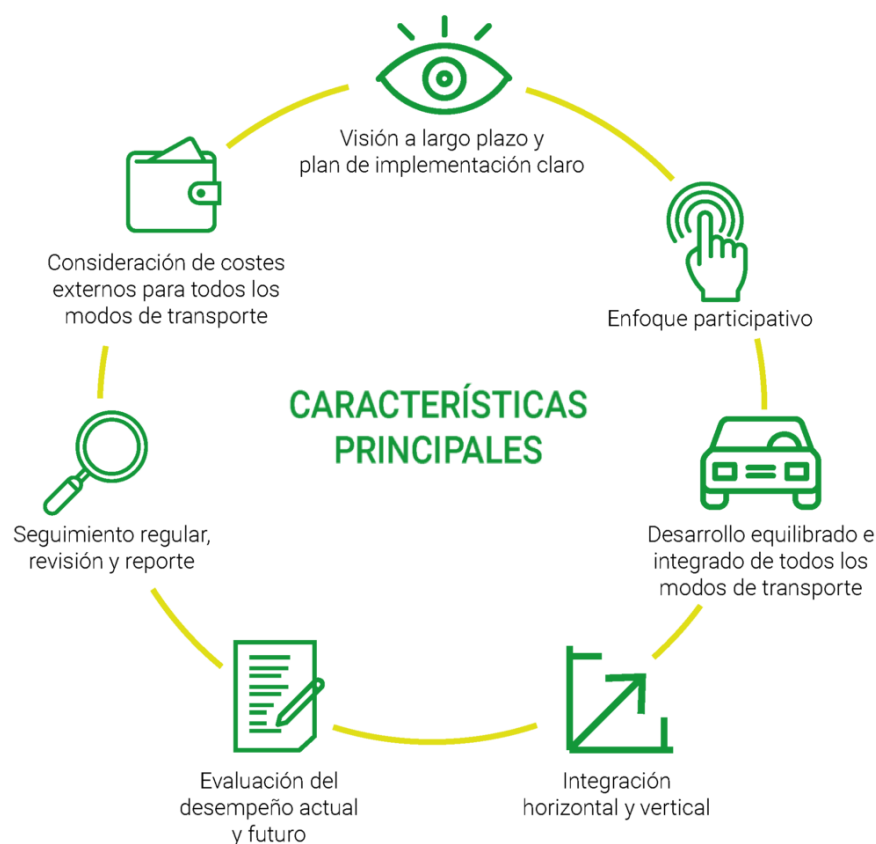 Visión a largo plazo y
plan de implementación claro
Enfoque participativo
Desarrollo equilibrado e
integrado de todos los
modos de transporte
Integración
horizontal y vertical
Evaluación del
desempeño actual
y futuro
Seguimiento regular,
revisión y reporte
Consideración de costes
externos para todos los
modos de transporte
CARACTERÍSTICAS
PRINCIPALES